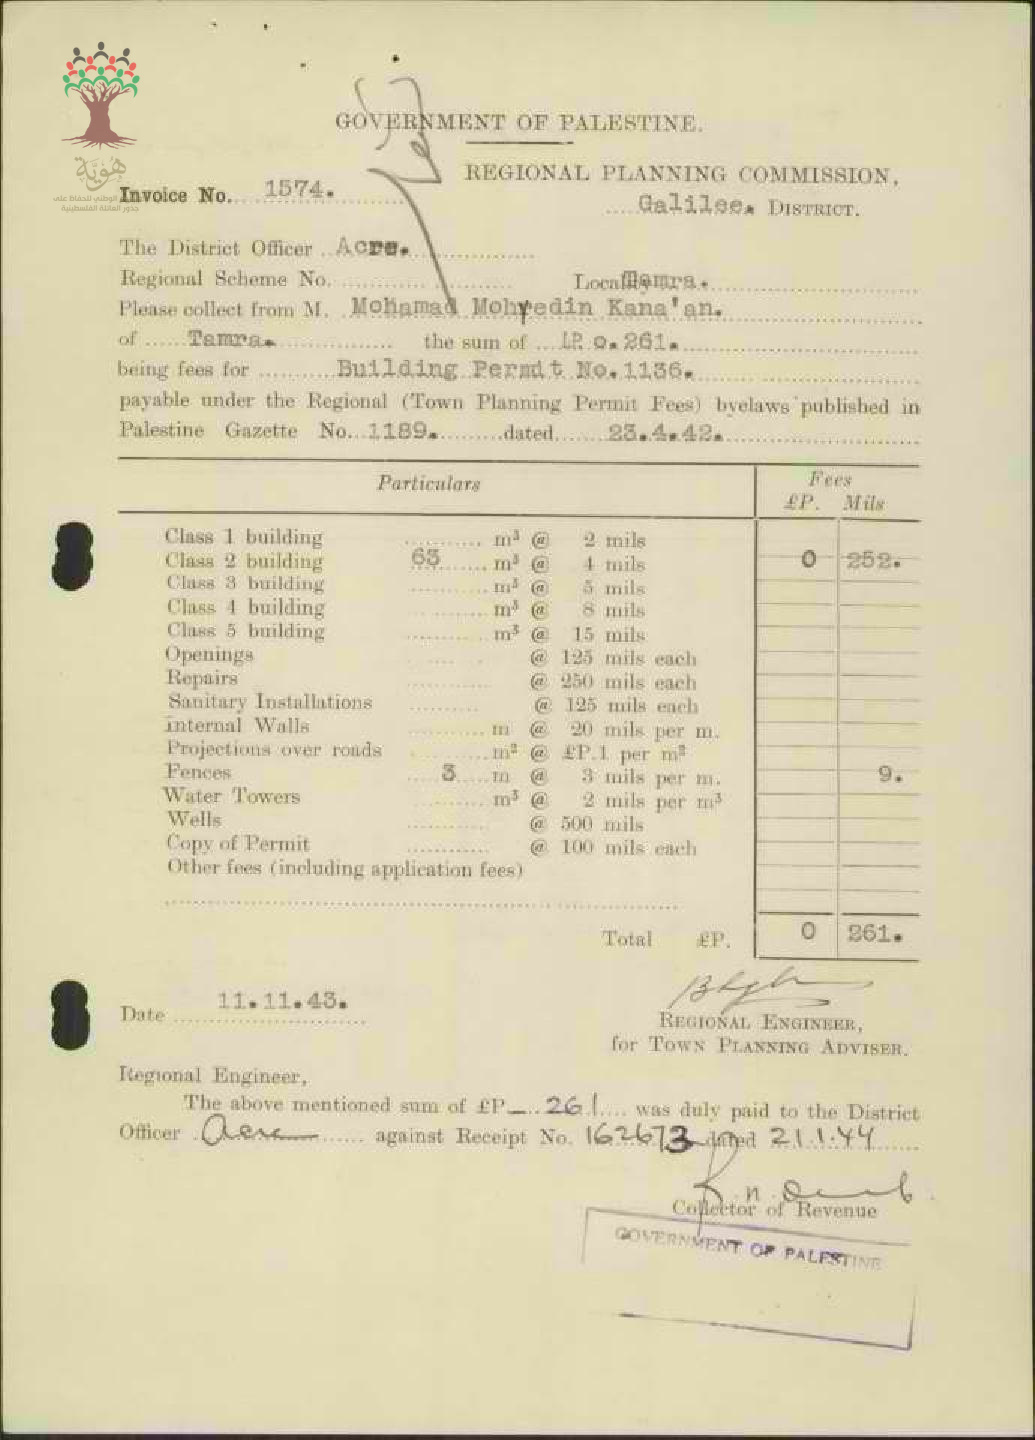 GOVERNMENT OF PALESTINE.
هُوِيَّة
REGIONAL PLANNING COMMISSION,
Invoice No. 1574.
Galilee. DISTRICT.
The District Officer Acre.
Regional Scheme No. Locality Tamra.
Please collect from M. Mohamad Mohyedin Kana'an.
of Tamra. the sum of LP. 0.261.
being fees for Building Permit No.1136.
payable under the Regional (Town Planning Permit Fees) byelaws published in
Palestine Gazette No. 1189. dated 23.4.42.
Particulars Fees
£P. Mils
Class 1 building m³ @ 2 mils
Class 2 building 63 m³ @ 4 mils 0 252.
Class 3 building m³ @ 5 mils
Class 4 building m³ @ 8 mils
Class 5 building m³ @ 15 mils
Openings @ 125 mils each
Repairs @ 250 mils each
Sanitary Installations @ 125 mils each
Internal Walls m @ 20 mils per m.
Projections over roads m² @ £P.1 per m²
Fences 3 m @ 3 mils per m. 9.
Water Towers m³ @ 2 mils per m³
Wells @ 500 mils
Copy of Permit @ 100 mils each
Other fees (including application fees)
Total £P. 0 261.
Date 11.11.43.
REGIONAL ENGINEER,
for TOWN PLANNING ADVISER.
Regional Engineer,
The above mentioned sum of £P — 261 was duly paid to the District
Officer Acre against Receipt No. 162673 dated 21.1.44
Collector of Revenue
GOVERNMENT OF PALESTINE